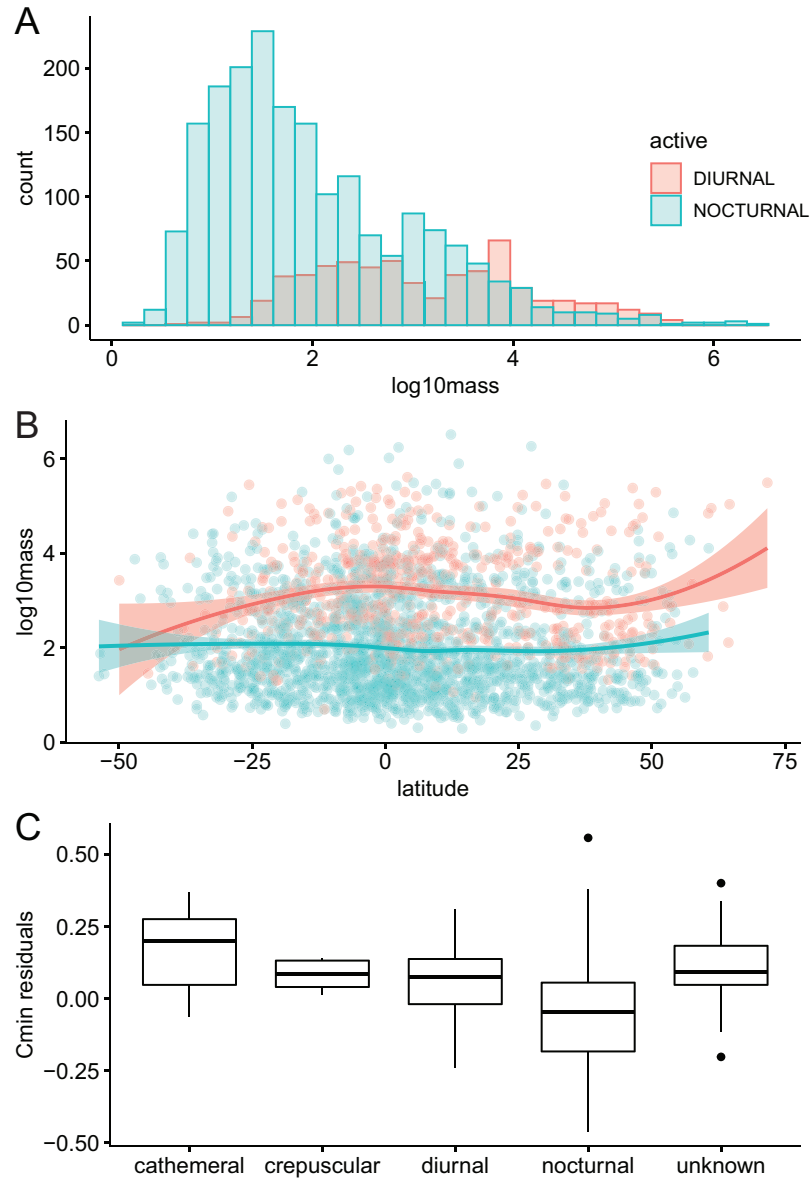 A
200
150
100
50
0
count
0 2 4 6
log10mass
active
DIURNAL
NOCTURNAL
B
6
4
2
0
log10mass
−50 −25 0 25 50 75
latitude
C
0.50
0.25
0.00
−0.25
−0.50
Cmin residuals
cathemeral crepuscular diurnal nocturnal unknown